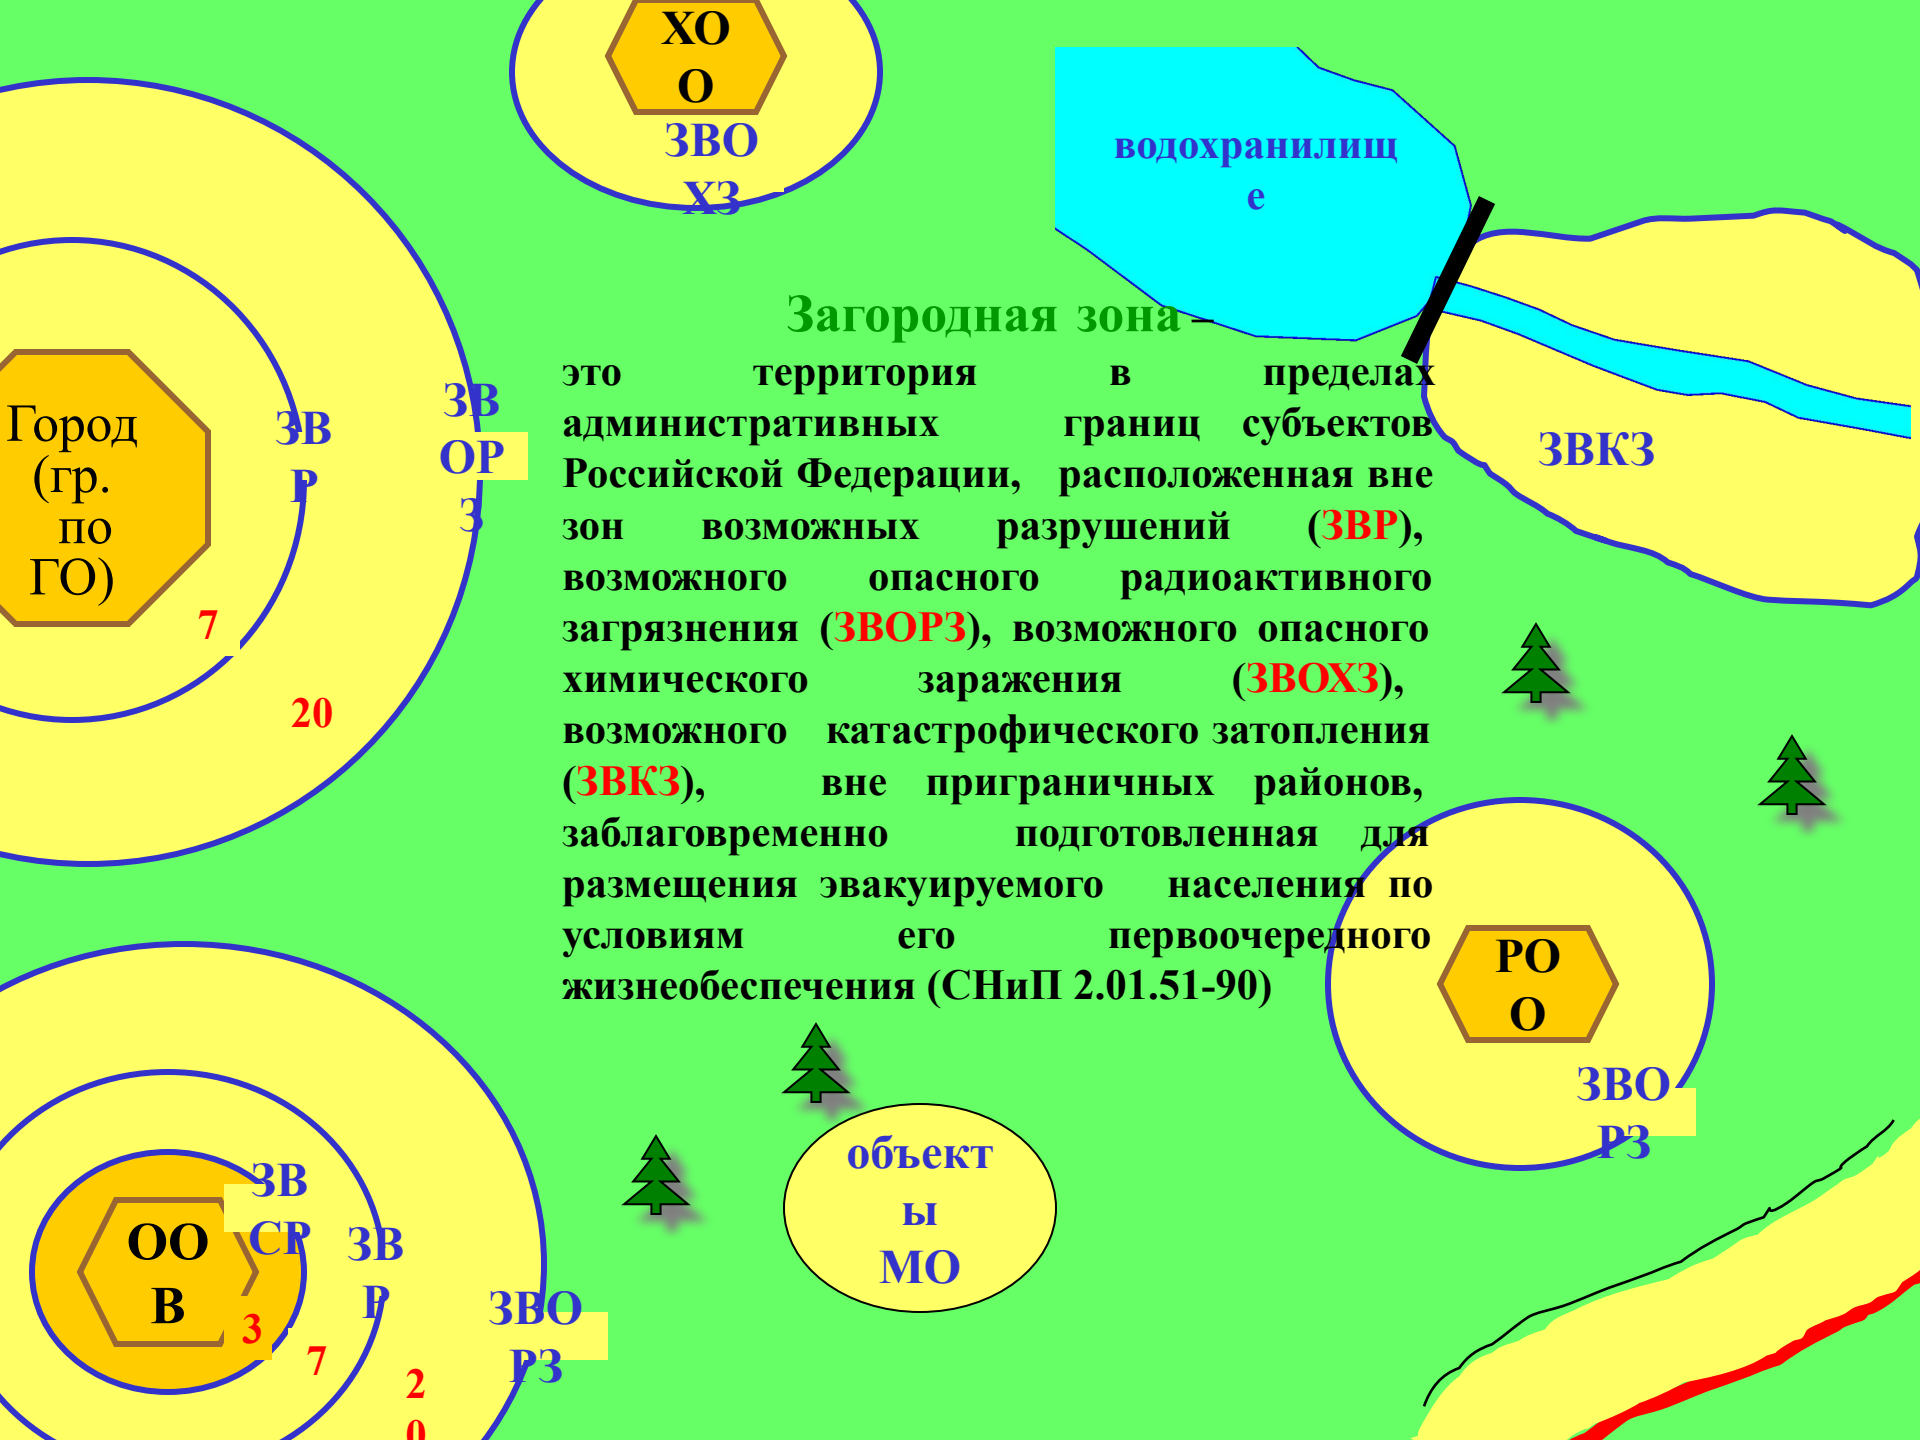 ХО
О
ЗВО
ХЗ
водохранилищ
е
Город
(гр.
по
ГО)
ЗВ
Р
ЗВ
ОР
З
7
20
Загородная зона –
это территория в пределах
административных границ субъектов
Российской Федерации, расположенная вне
зон возможных разрушений (ЗВР),
возможного опасного радиоактивного
загрязнения (ЗВОРЗ), возможного опасного
химического заражения (ЗВОХЗ),
возможного катастрофического затопления
(ЗВКЗ), вне приграничных районов,
заблаговременно подготовленная для
размещения эвакуируемого населения по
условиям его первоочередного
жизнеобеспечения (СНиП 2.01.51-90)
ЗВКЗ
РО
О
ЗВО
РЗ
объект
ы
МО
ОО
В
ЗВ
СР
ЗВ
Р
ЗВО
РЗ
3
7
2
0